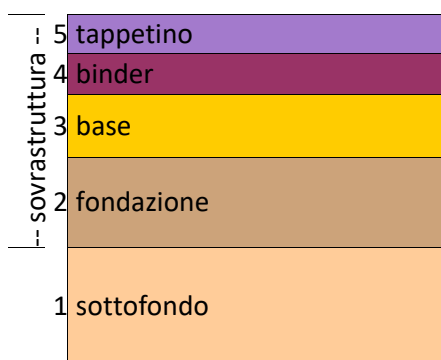 5 tappetino
4 binder
3 base
2 fondazione
1 sottofondo
-- sovrastruttura --